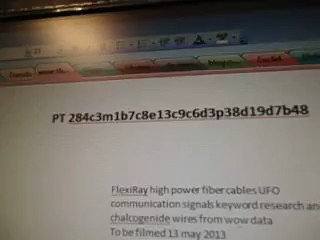 PT 284c3m1b7c8e13c9c6d3p38d19d7b48
FlexiRay high power fiber cables UFO
communication signals keyword research an
chalcogenide wires from wow data
To be filmed 13 may 2013